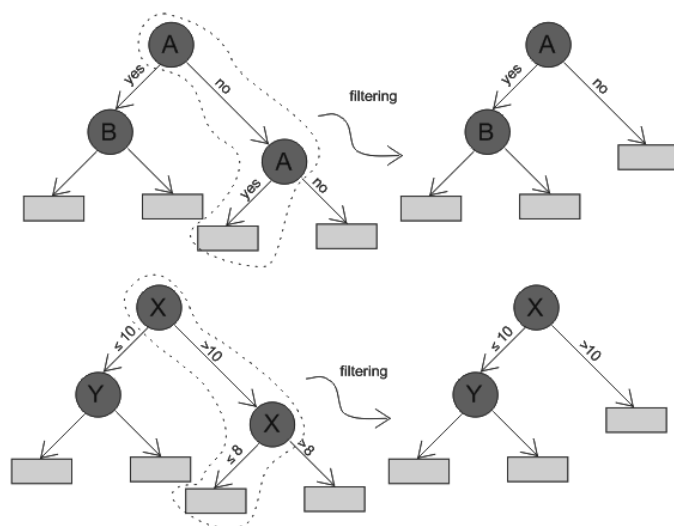 A
A
yes
no
filtering
yes
no
B
B
A
yes
no
X
X
≤ 10
>10
filtering
≤ 10
>10
Y
Y
X
≤ 8
>8